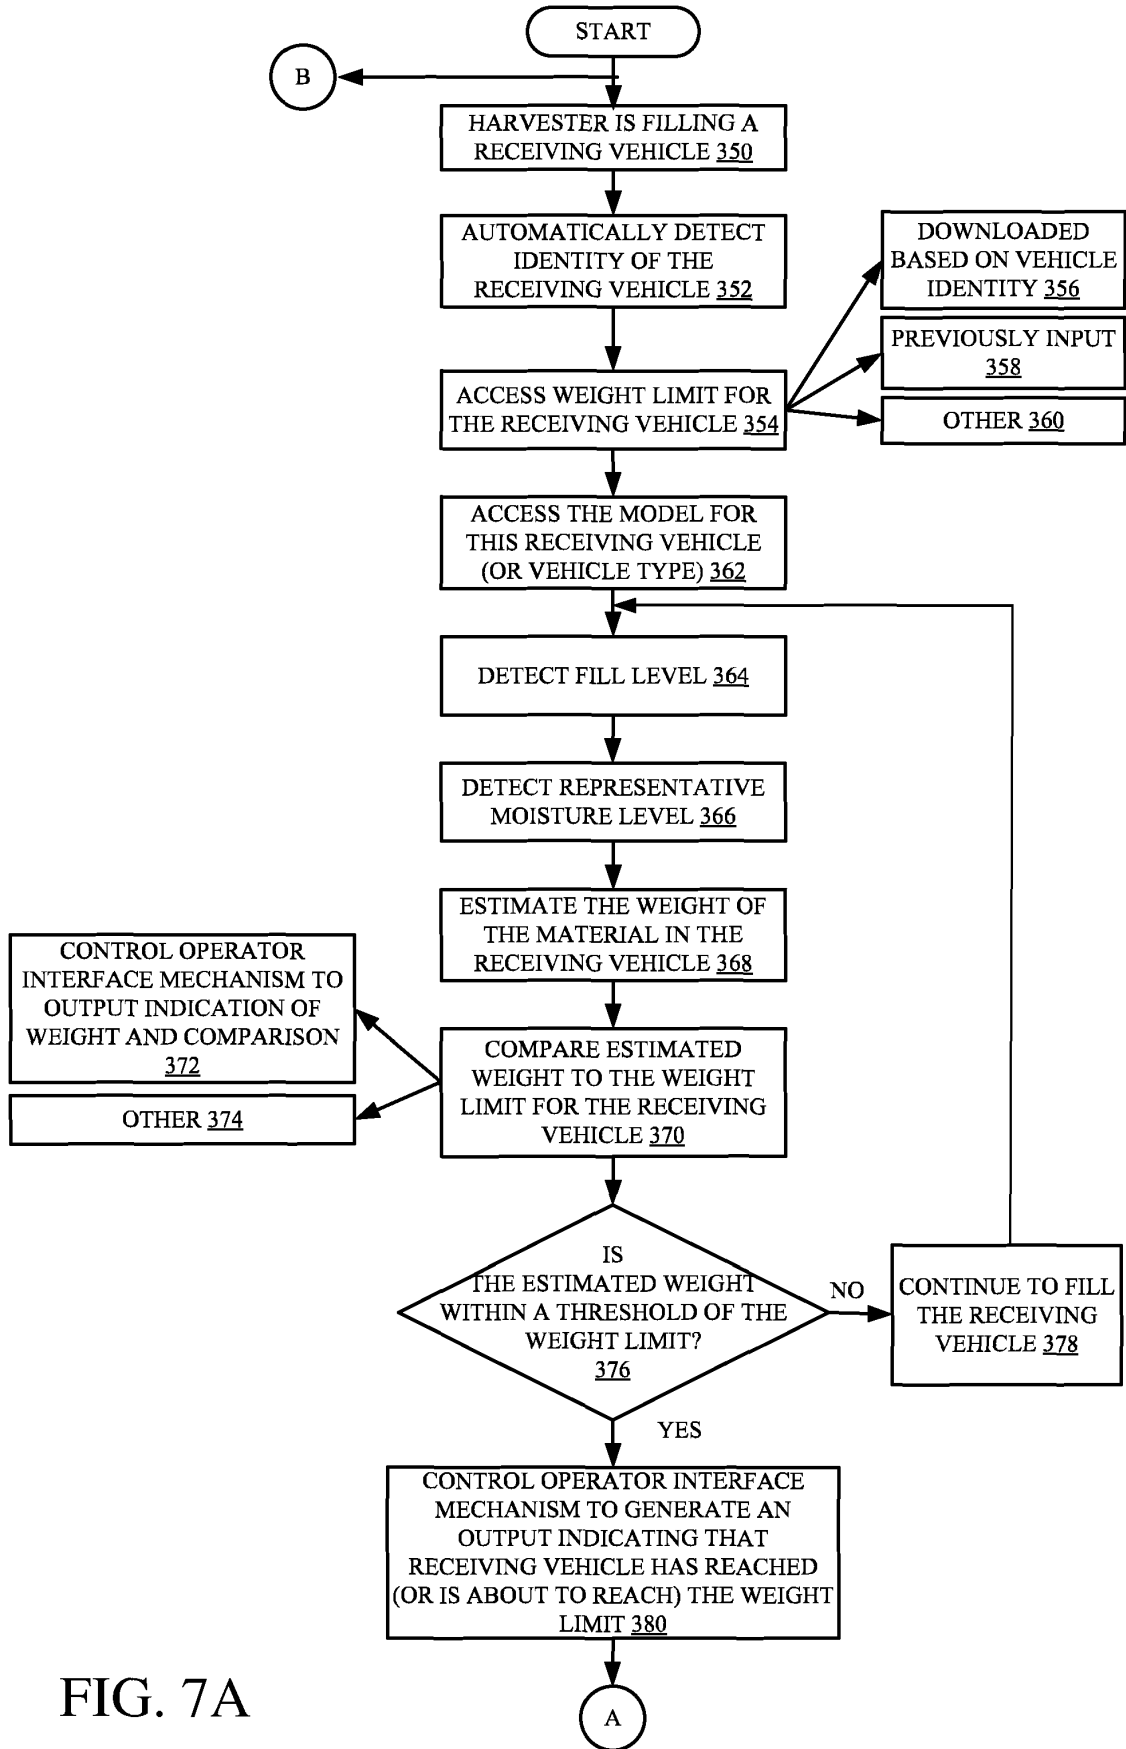 START
B
HARVESTER IS FILLING A
RECEIVING VEHICLE 350
AUTOMATICALLY DETECT
IDENTITY OF THE
RECEIVING VEHICLE 352
DOWNLOADED
BASED ON VEHICLE
IDENTITY 356
PREVIOUSLY INPUT
358
ACCESS WEIGHT LIMIT FOR
THE RECEIVING VEHICLE 354
OTHER 360
ACCESS THE MODEL FOR
THIS RECEIVING VEHICLE
(OR VEHICLE TYPE) 362
DETECT FILL LEVEL 364
DETECT REPRESENTATIVE
MOISTURE LEVEL 366
ESTIMATE THE WEIGHT OF
THE MATERIAL IN THE
RECEIVING VEHICLE 368
CONTROL OPERATOR
INTERFACE MECHANISM TO
OUTPUT INDICATION OF
WEIGHT AND COMPARISON
372
OTHER 374
COMPARE ESTIMATED
WEIGHT TO THE WEIGHT
LIMIT FOR THE RECEIVING
VEHICLE 370
IS
THE ESTIMATED WEIGHT
WITHIN A THRESHOLD OF THE
WEIGHT LIMIT?
376
NO
CONTINUE TO FILL
THE RECEIVING
VEHICLE 378
YES
CONTROL OPERATOR INTERFACE
MECHANISM TO GENERATE AN
OUTPUT INDICATING THAT
RECEIVING VEHICLE HAS REACHED
(OR IS ABOUT TO REACH) THE WEIGHT
LIMIT 380
A
FIG. 7A